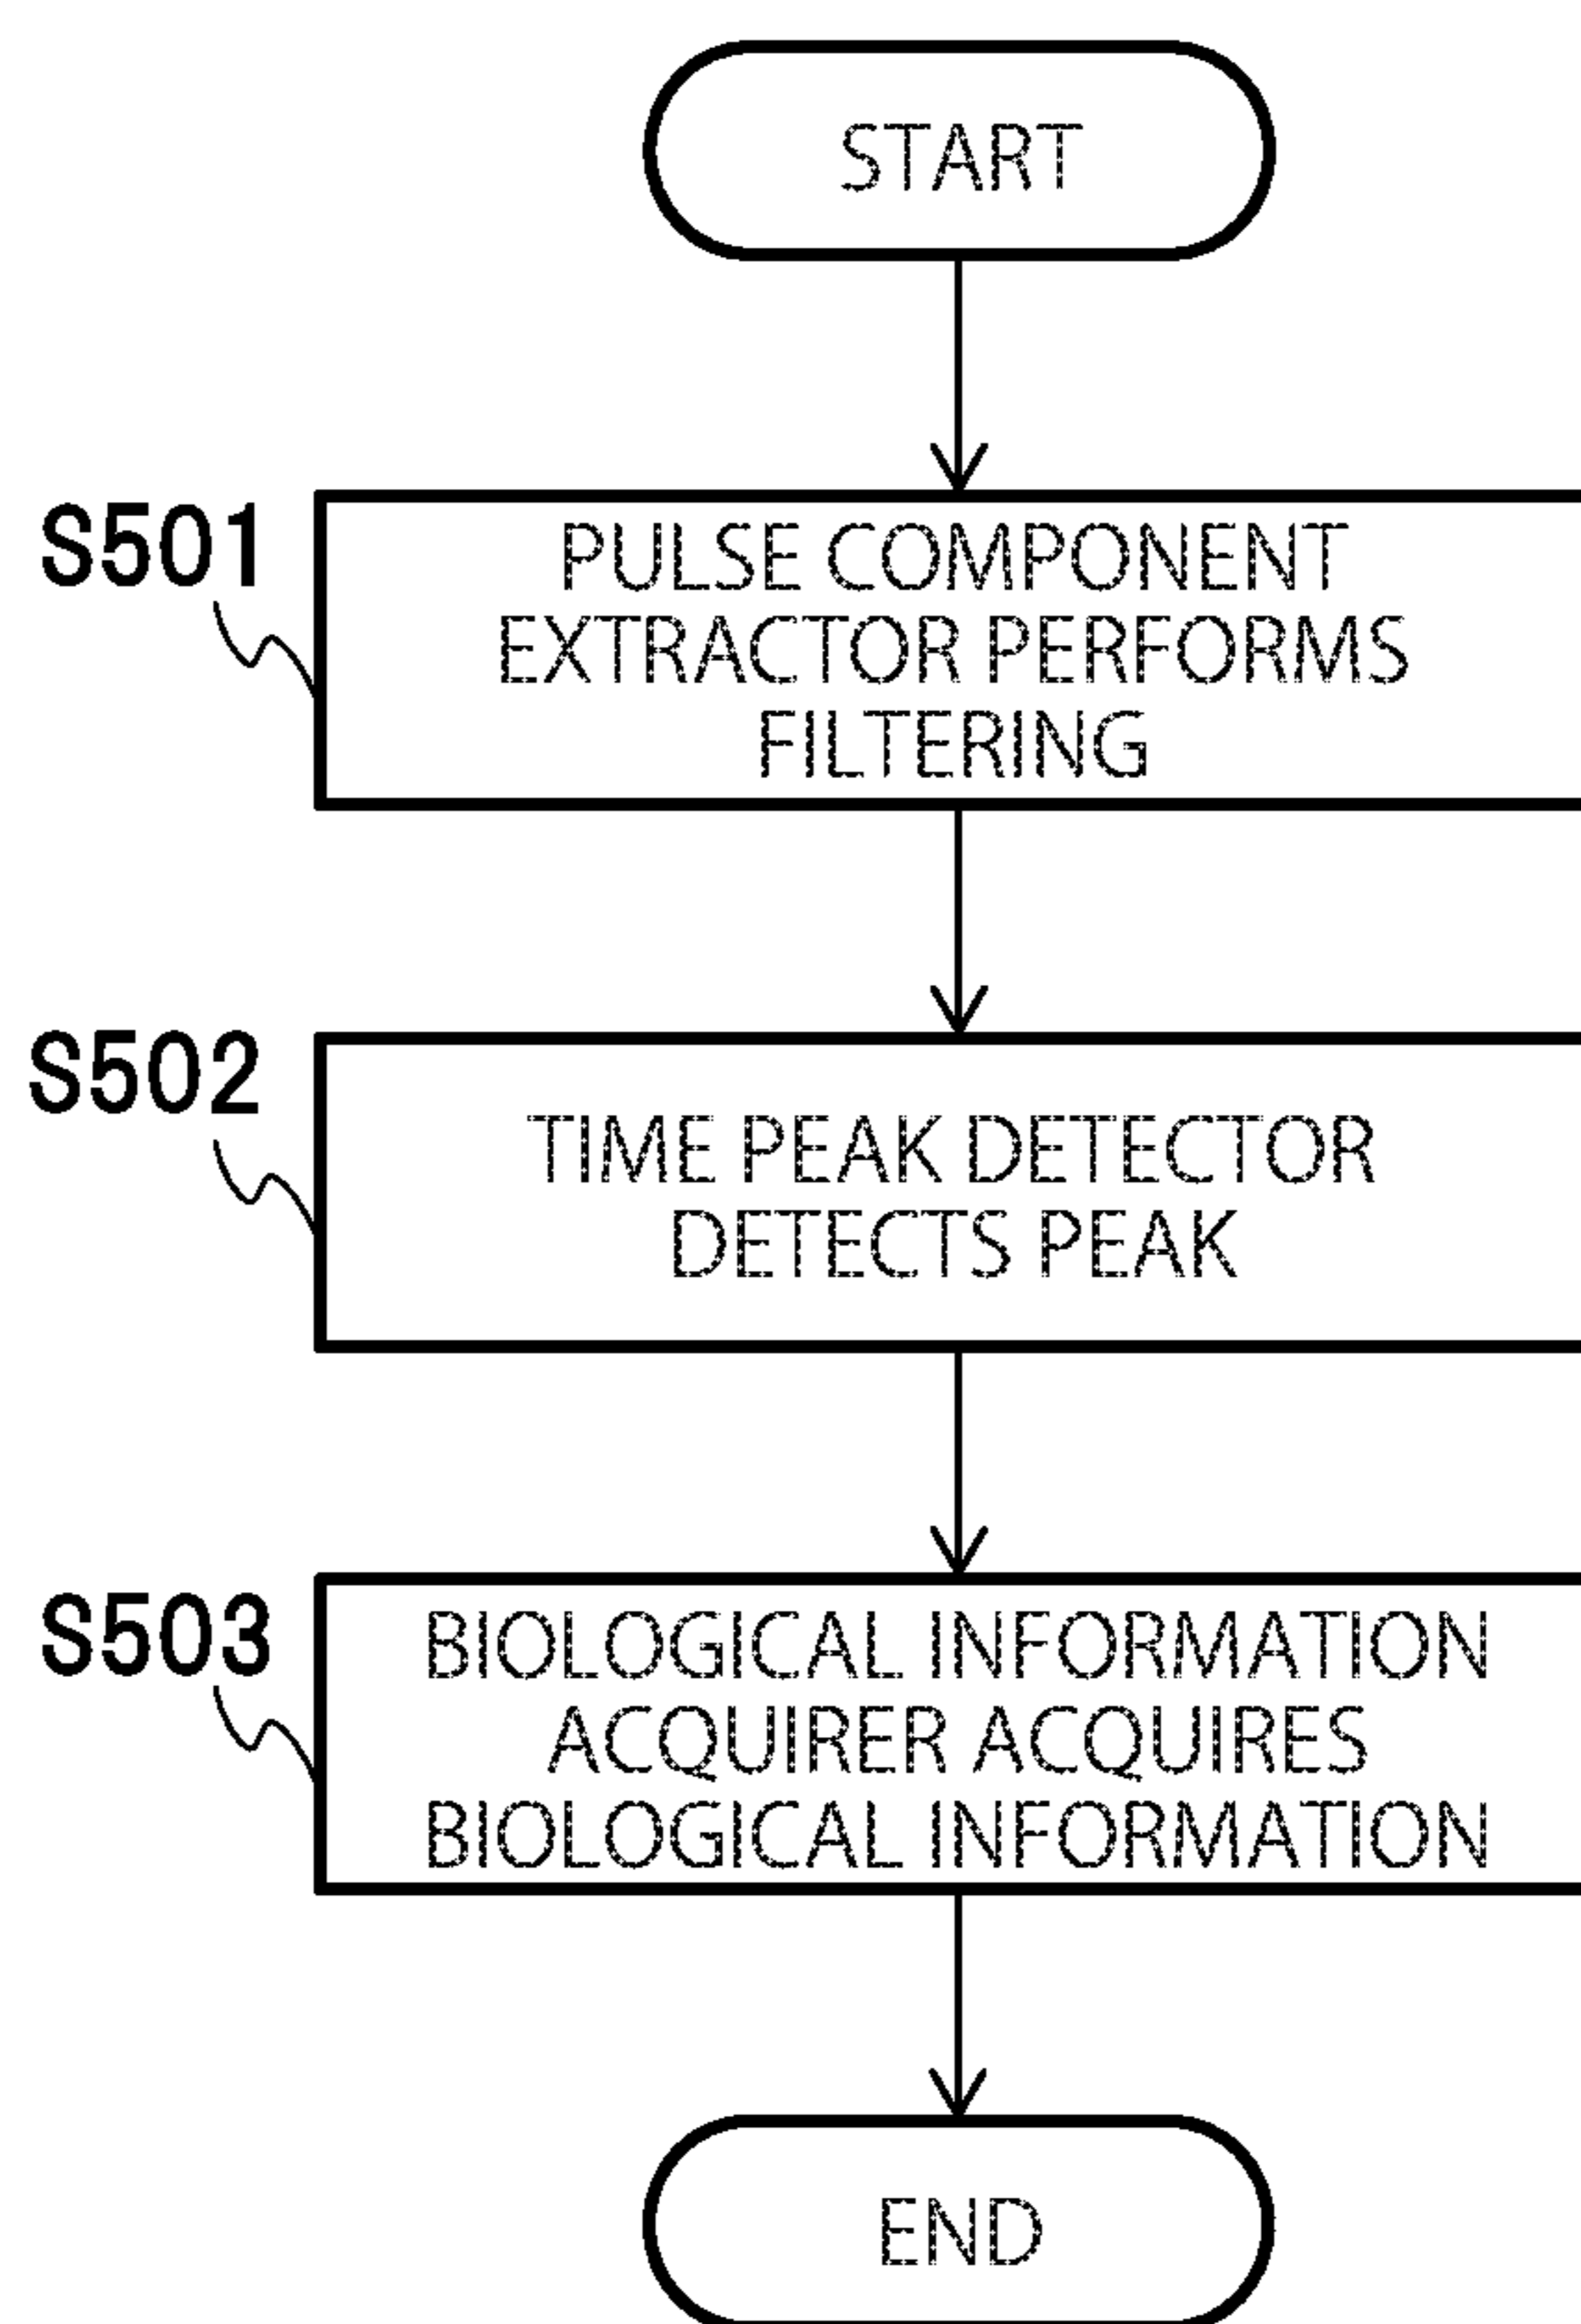 START
S501
PULSE COMPONENT
EXTRACTOR PERFORMS
FILTERING
S502
TIME PEAK DETECTOR
DETECTS PEAK
S503
BIOLOGICAL INFORMATION
ACQUIRER ACQUIRES
BIOLOGICAL INFORMATION
END